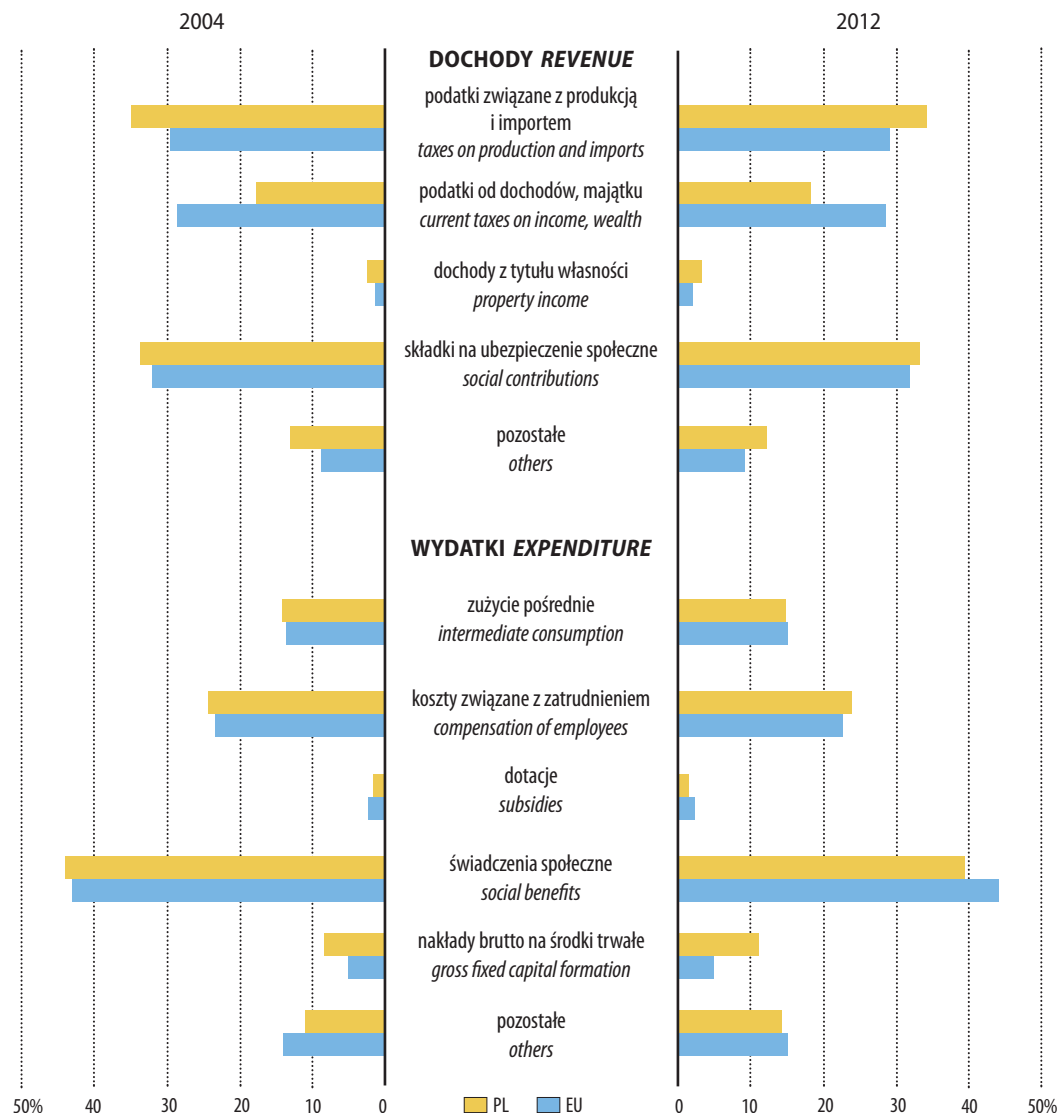 2004
2012
DOCHODY REVENUE
podatki związane z produkcją
i importem
taxes on production and imports
podatki od dochodów, majątku
current taxes on income, wealth
dochody z tytułu własności
property income
składki na ubezpieczenie społeczne
social contributions
pozostałe
others
WYDATKI EXPENDITURE
zużycie pośrednie
intermediate consumption
koszty związane z zatrudnieniem
compensation of employees
dotacje
subsidies
świadczenia społeczne
social benefits
nakłady brutto na środki trwałe
gross fixed capital formation
pozostałe
others
50% 40 30 20 10 0
PL EU
0 10 20 30 40 50%